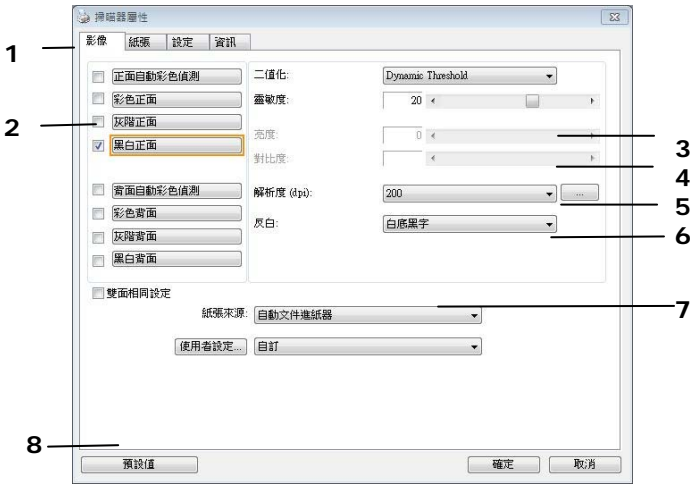 掃瞄器屬性
影像 紙張 設定 資訊
1
正面自動彩色偵測 二值化: Dynamic Threshold
彩色正面 靈敏度: 20
2 灰階正面
黑白正面 亮度: 0
3
對比度:
4
背面自動彩色偵測 解析度 (dpi): 200 ...
5
彩色背面 反白: 白底黑字
6
灰階背面
黑白背面
雙面相同設定
紙張來源: 自動文件進紙器
7
使用者設定... 自訂
8
預設值 確定 取消